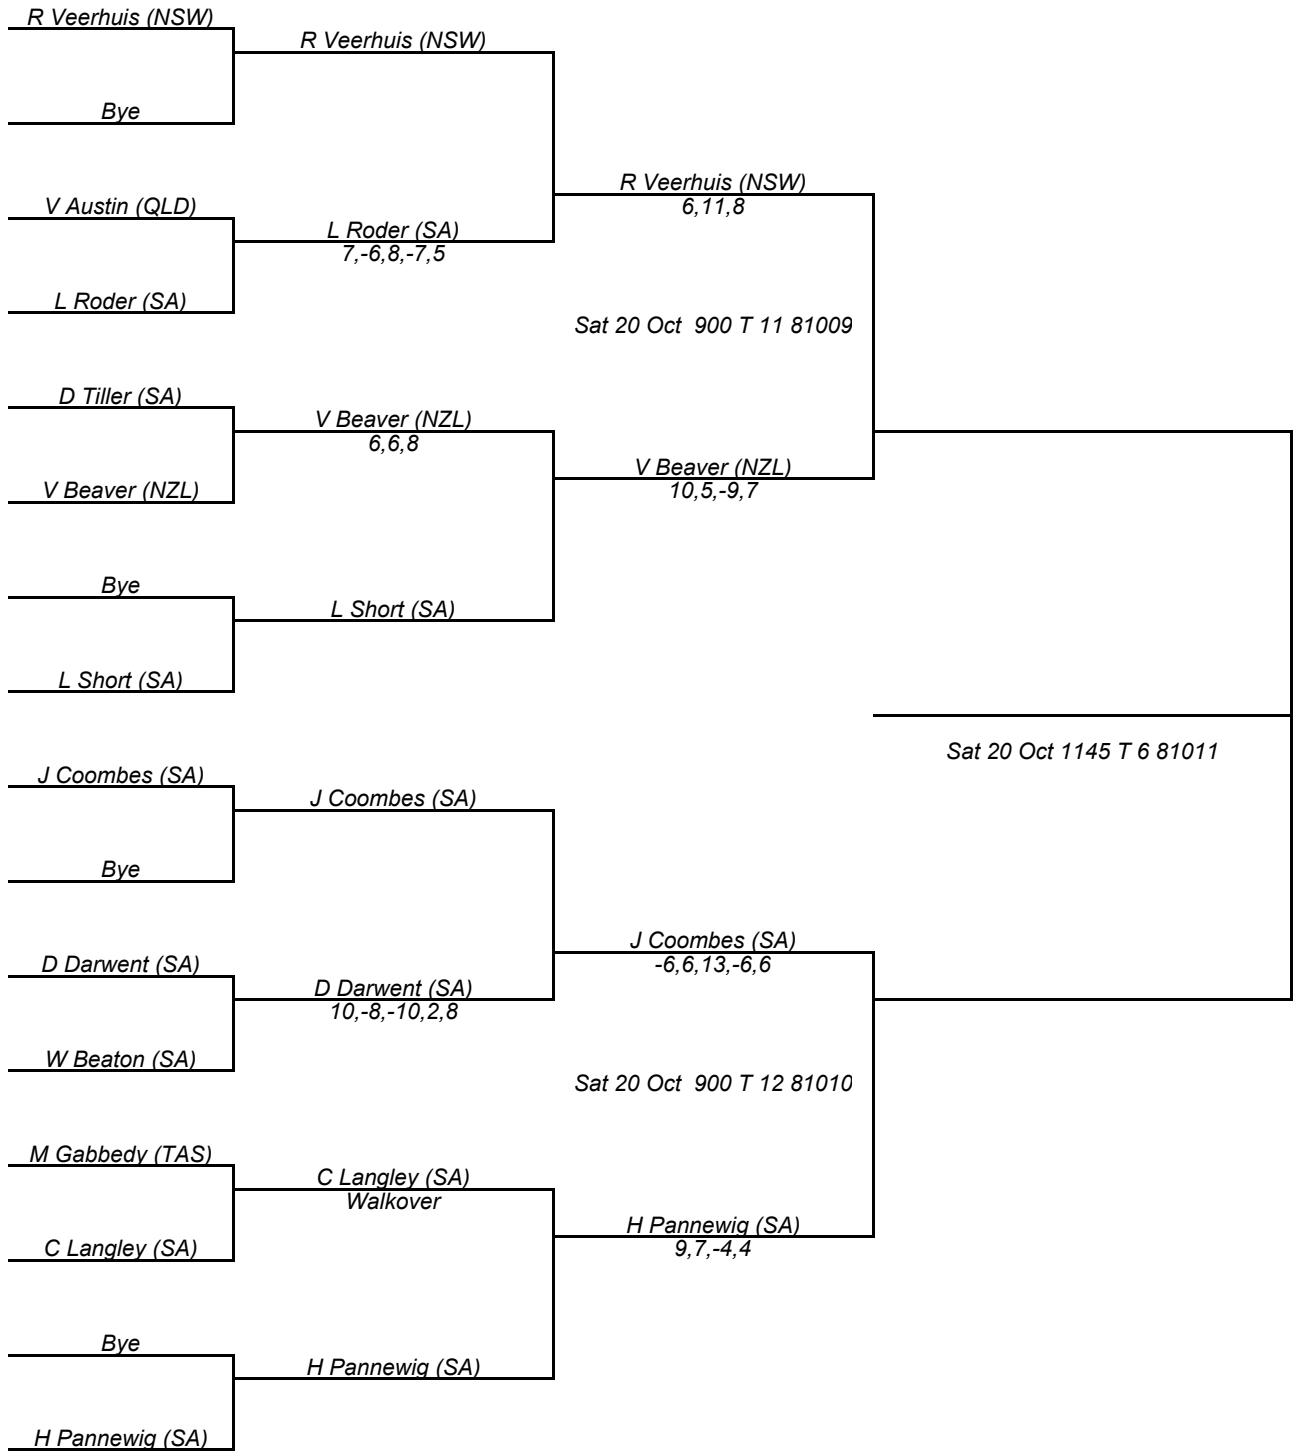 R Veerhuis (NSW)
Bye
V Austin (QLD)
L Roder (SA)
D Tiller (SA)
V Beaver (NZL)
Bye
L Short (SA)
J Coombes (SA)
Bye
D Darwent (SA)
W Beaton (SA)
M Gabbedy (TAS)
C Langley (SA)
Bye
H Pannewig (SA)
R Veerhuis (NSW)
L Roder (SA)
7,-6,8,-7,5
V Beaver (NZL)
6,6,8
L Short (SA)
J Coombes (SA)
D Darwent (SA)
10,-8,-10,2,8
C Langley (SA)
Walkover
H Pannewig (SA)
R Veerhuis (NSW)
6,11,8
Sat 20 Oct  900 T 11 81009
V Beaver (NZL)
10,5,-9,7
J Coombes (SA)
-6,6,13,-6,6
Sat 20 Oct  900 T 12 81010
H Pannewig (SA)
9,7,-4,4
Sat 20 Oct 1145 T 6 81011